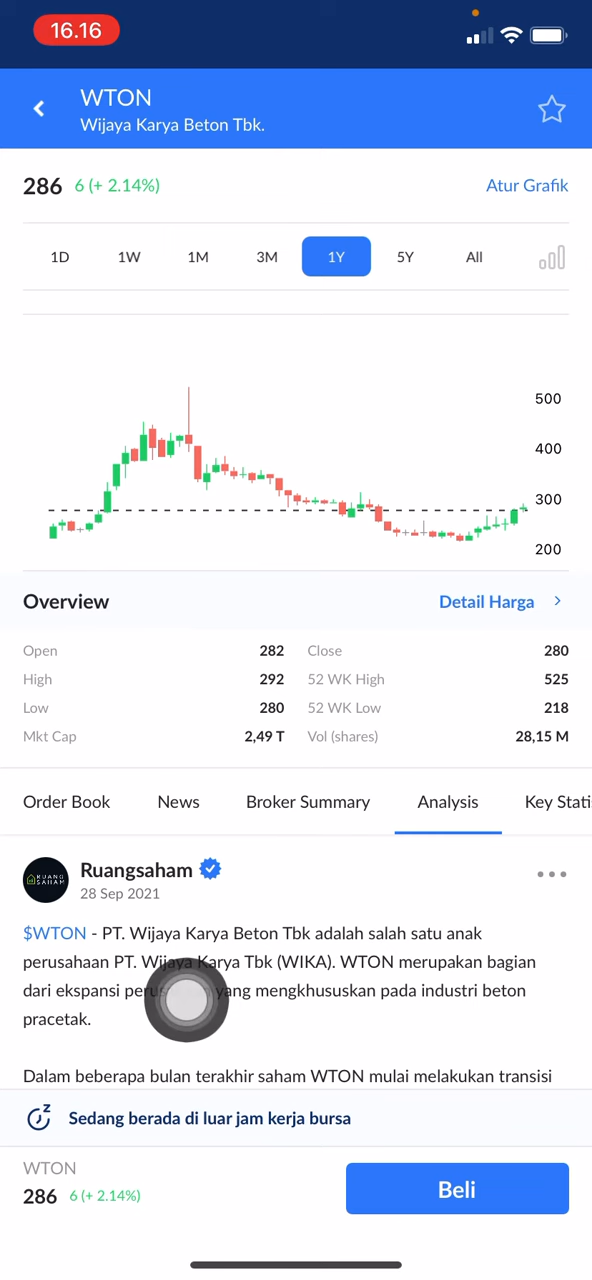 16.16
WTON
Wijaya Karya Beton Tbk.
286 6 (+ 2.14%) Atur Grafik
1D 1W 1M 3M 1Y 5Y All
500
400
300
200
Overview Detail Harga
Open 282 Close 280
High 292 52 WK High 525
Low 280 52 WK Low 218
Mkt Cap 2,49 T Vol (shares) 28,15 M
Order Book News Broker Summary Analysis Key Stati
RUANG
SAHAM
Ruangsaham
28 Sep 2021
$WTON - PT. Wijaya Karya Beton Tbk adalah salah satu anak
perusahaan PT. Wijaya Karya Tbk (WIKA). WTON merupakan bagian
dari ekspansi yang mengkhususkan pada industri beton
pracetak.
Dalam beberapa bulan terakhir saham WTON mulai melakukan transisi
z
Sedang berada di luar jam kerja bursa
WTON
286 6 (+ 2.14%)
Beli